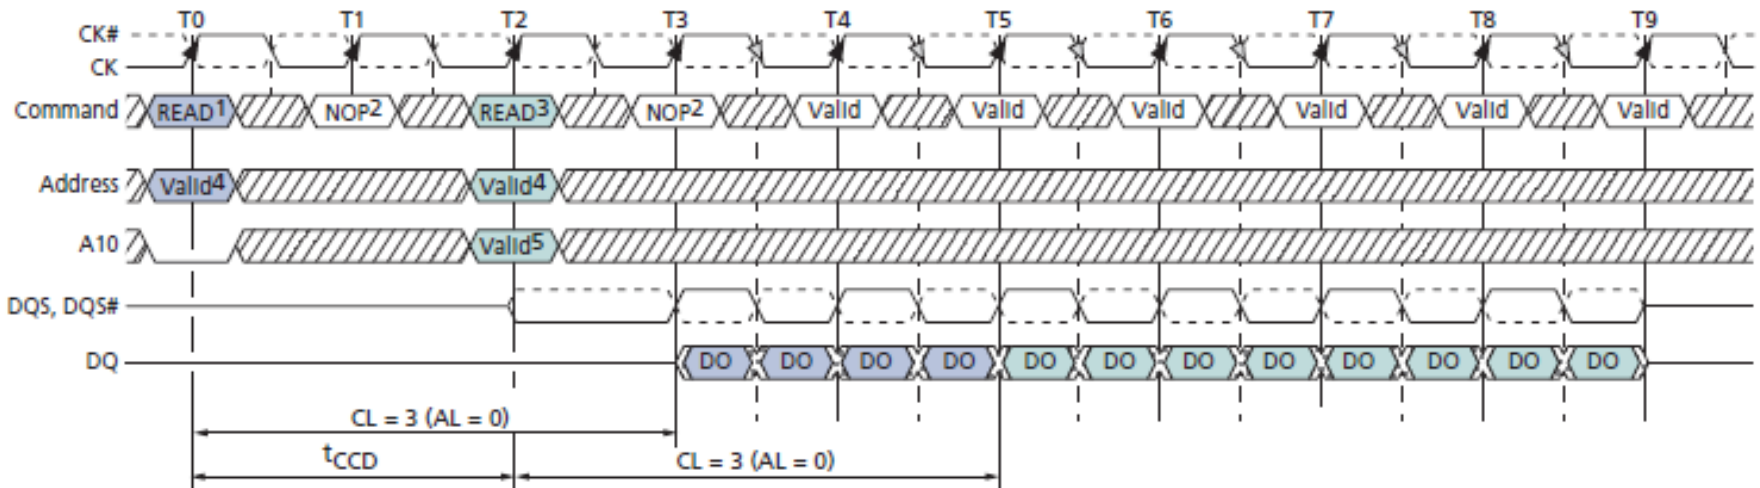 T0 T1 T2 T3 T4 T5 T6 T7 T8 T9
CK#
CK
Command READ1 NOP2 READ3 NOP2 Valid Valid Valid Valid Valid Valid
Address Valid4 Valid4
A10 Valid5
DQS, DQS#
DQ DO DO DO DO DO DO DO DO DO DO DO DO
CL = 3 (AL = 0)
tCCD CL = 3 (AL = 0)